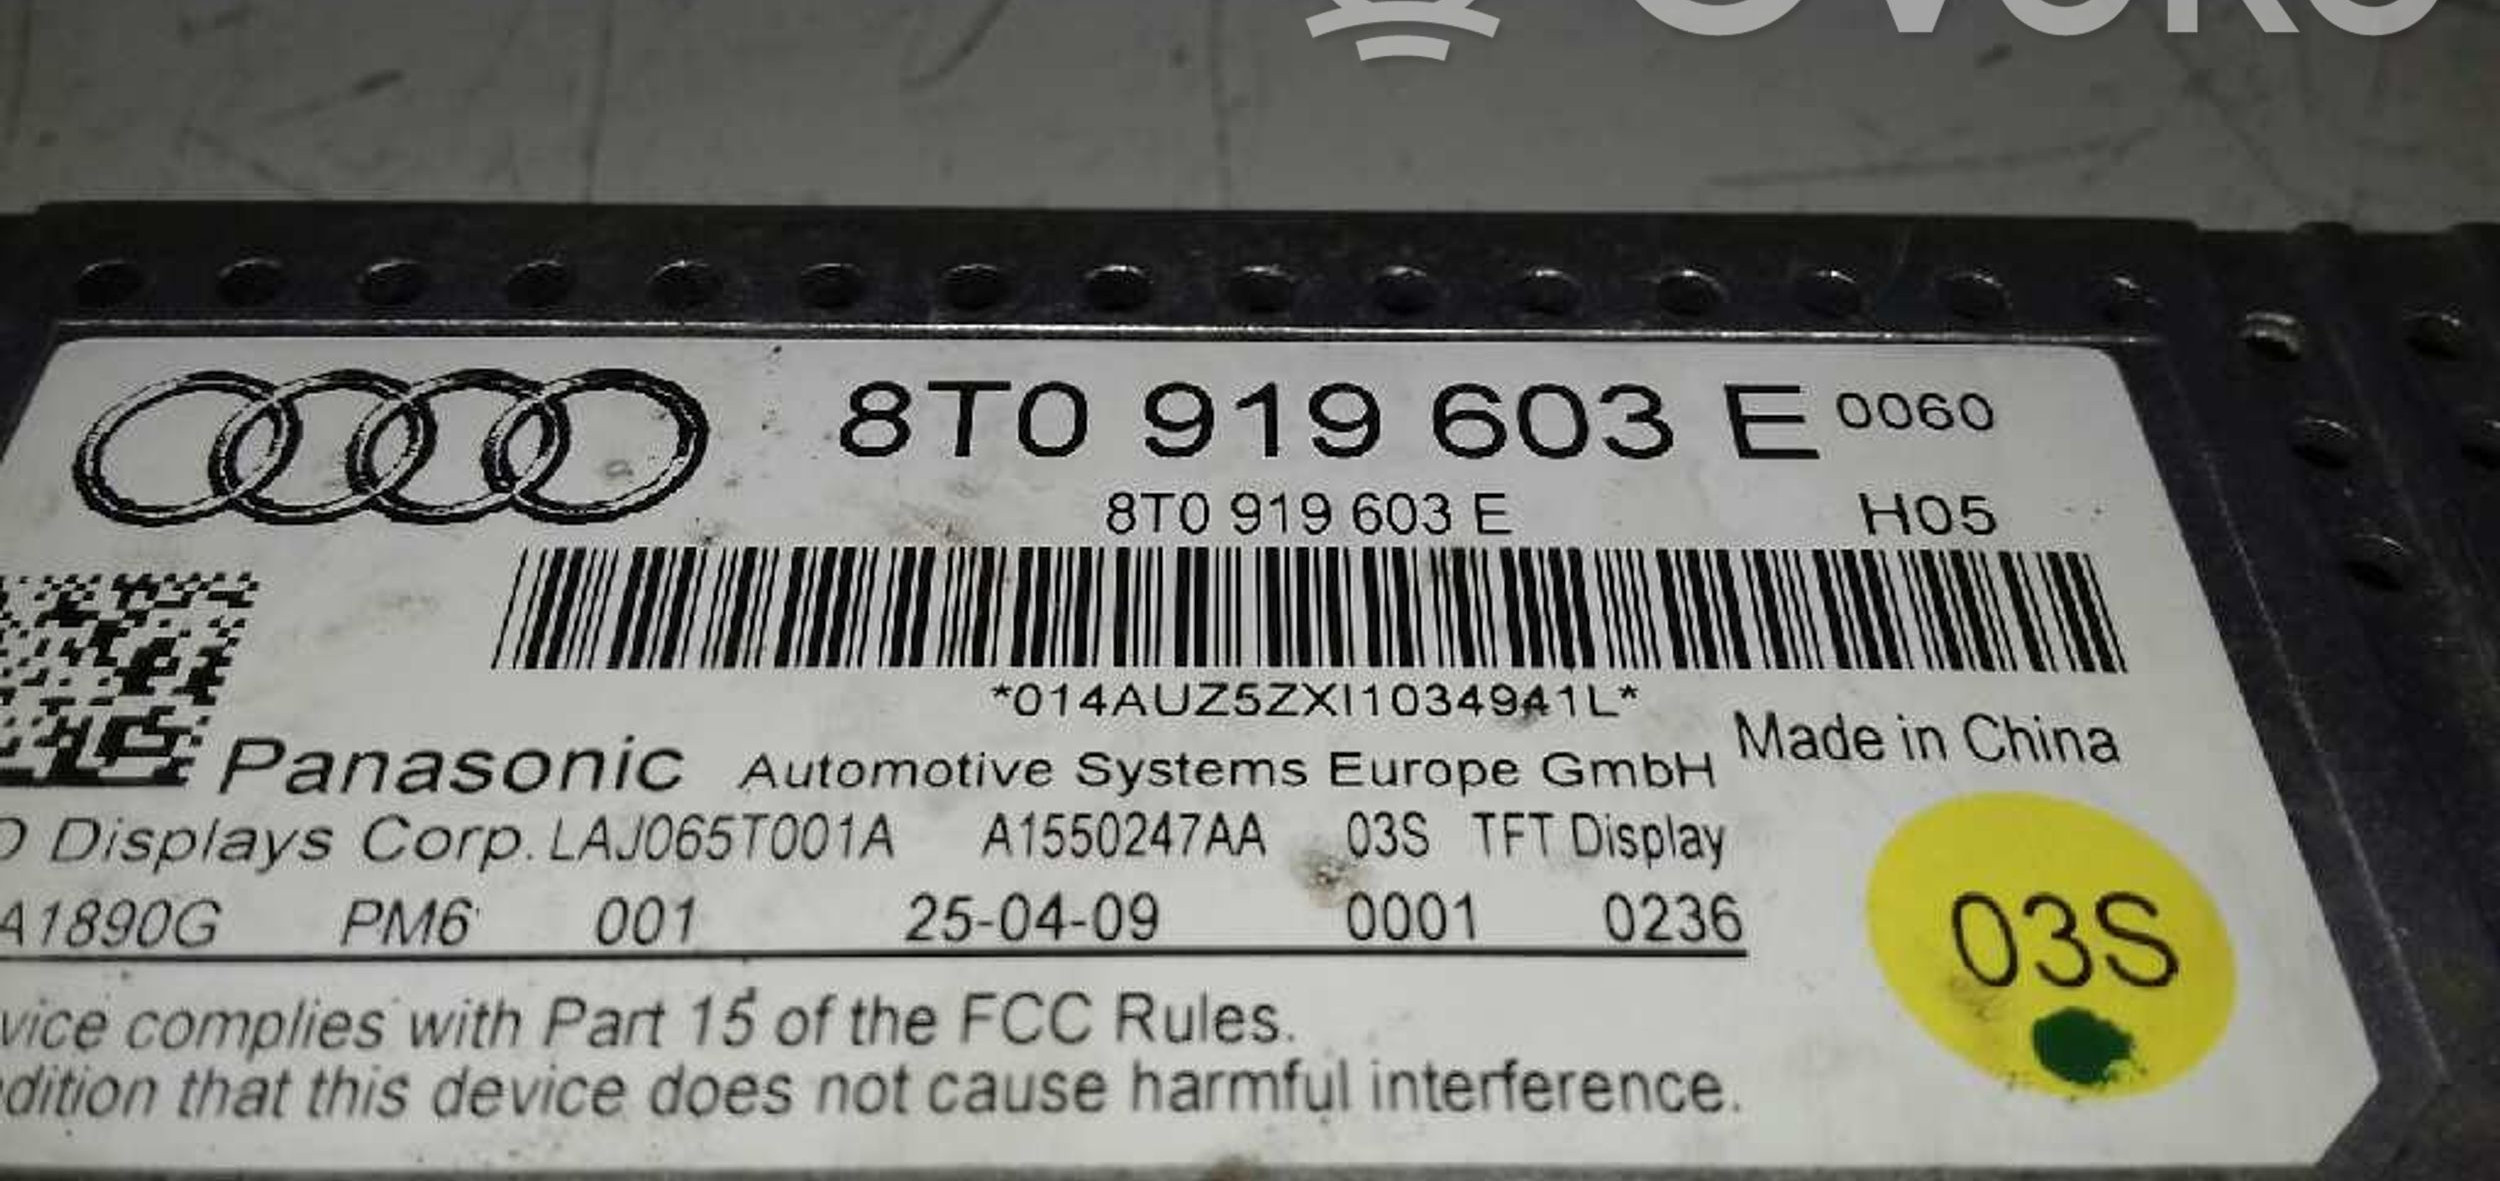 8T0 919 603 E 0060
8T0 919 603 E H05
*014AUZ5ZXI1034941L*
Made in China
Panasonic Automotive Systems Europe GmbH
Displays Corp. LAJ065T001A A1550247AA 03S TFT Display
A1890G PM6 001 25-04-09 0001 0236
03S
vice complies with Part 15 of the FCC Rules.
dition that this device does not cause harmful interference.